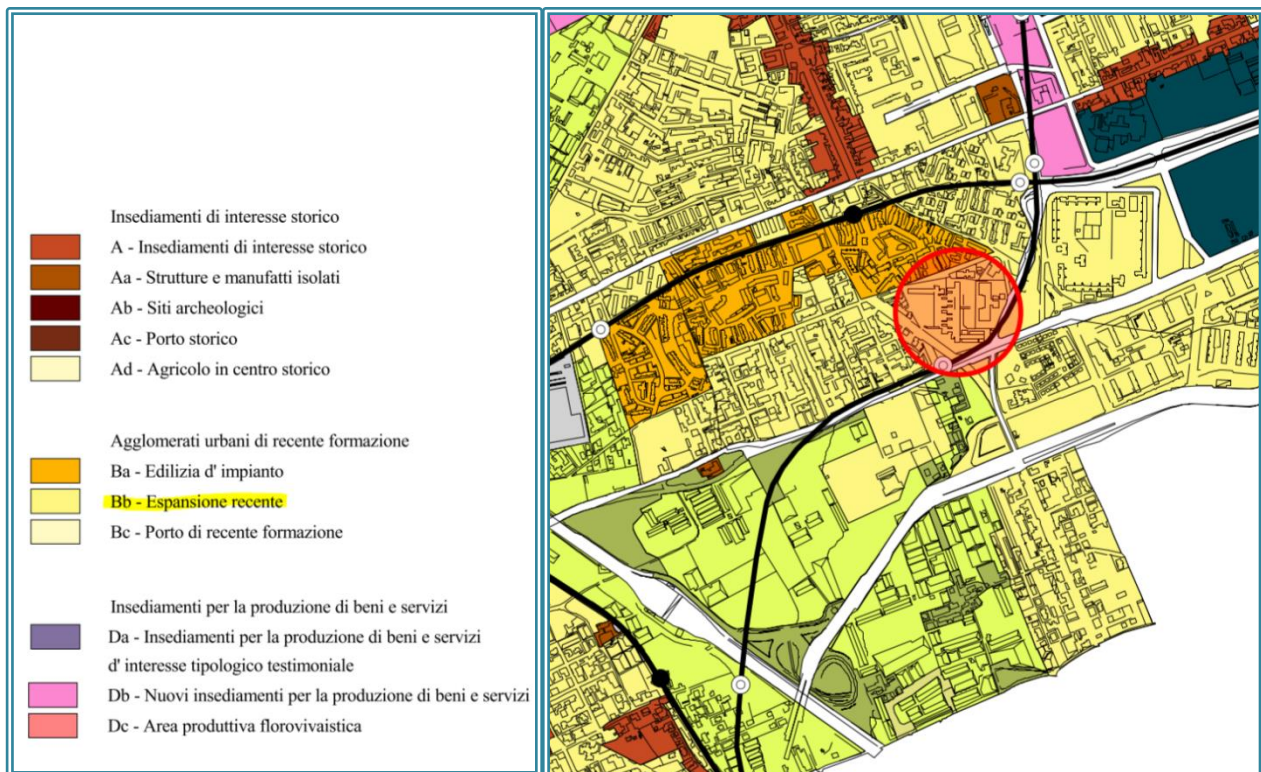 Insediamenti di interesse storico
A - Insediamenti di interesse storico
Aa - Strutture e manufatti isolati
Ab - Siti archeologici
Ac - Porto storico
Ad - Agricolo in centro storico
Agglomerati urbani di recente formazione
Ba - Edilizia d' impianto
Bb - Espansione recente
Bc - Porto di recente formazione
Insediamenti per la produzione di beni e servizi
Da - Insediamenti per la produzione di beni e servizi
d' interesse tipologico testimoniale
Db - Nuovi insediamenti per la produzione di beni e servizi
Dc - Area produttiva florovivaistica